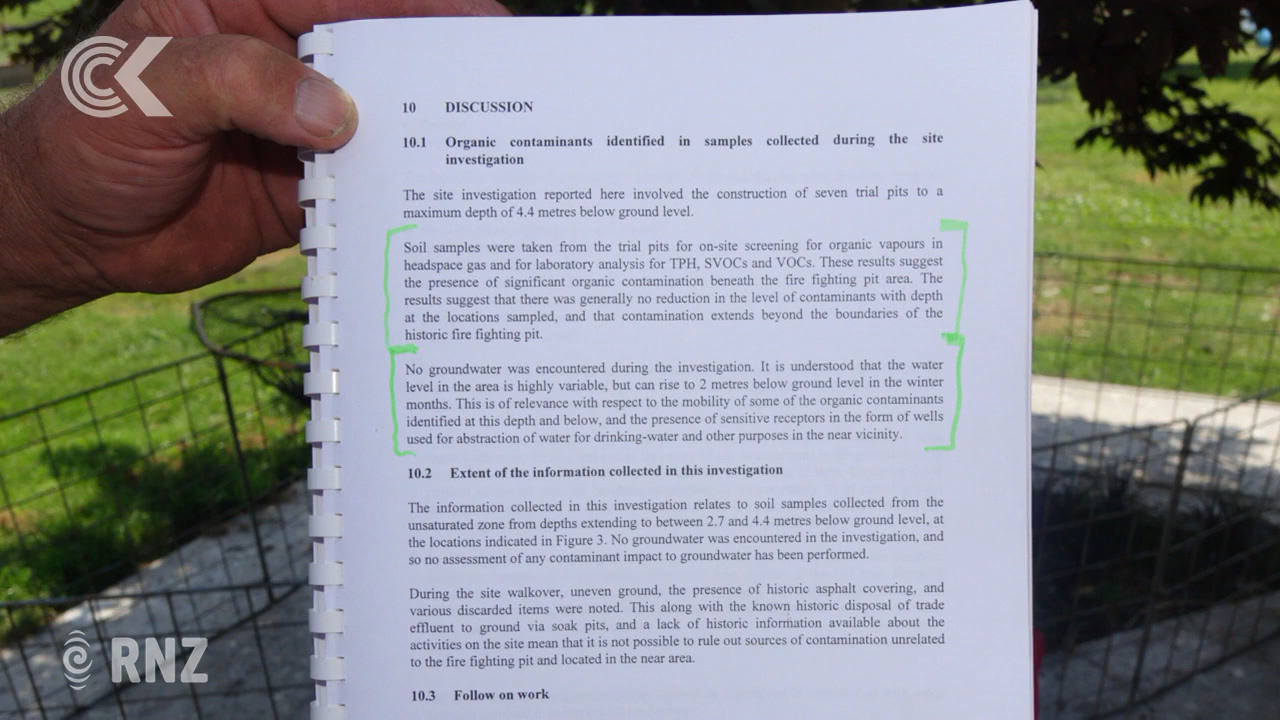 10 DISCUSSION
10.1 Organic contaminants identified in samples collected during the site
investigation
The site investigation reported here involved the construction of seven trial pits to a
maximum depth of 4.4 metres below ground level.
Soil samples were taken from the trial pits for on-site screening for organic vapours in
headspace gas and for laboratory analysis for TPH, SVOCs and VOCs. These results suggest
the presence of significant organic contamination beneath the fire fighting pit area. The
results suggest that there was generally no reduction in the level of contaminants with depth
at the locations sampled, and that contamination extends beyond the boundaries of the
historic fire fighting pit.
No groundwater was encountered during the investigation. It is understood that the water
level in the area is highly variable, but can rise to 2 metres below ground level in the winter
months. This is of relevance with respect to the mobility of some of the organic contaminants
identified at this depth and below, and the presence of sensitive receptors in the form of wells
used for abstraction of water for drinking-water and other purposes in the near vicinity.
10.2 Extent of the information collected in this investigation
The information collected in this investigation relates to soil samples collected from the
unsaturated zone from depths extending to between 2.7 and 4.4 metres below ground level, at
the locations indicated in Figure 3. No groundwater was encountered in the investigation, and
so no assessment of any contaminant impact to groundwater has been performed.
During the site walkover, uneven ground, the presence of historic asphalt covering, and
various discarded items were noted. This along with the known historic disposal of trade
effluent to ground via soak pits, and a lack of historic information available about the
activities on the site mean that it is not possible to rule out sources of contamination unrelated
to the fire fighting pit and located in the near area.
10.3 Follow on work
RNZ